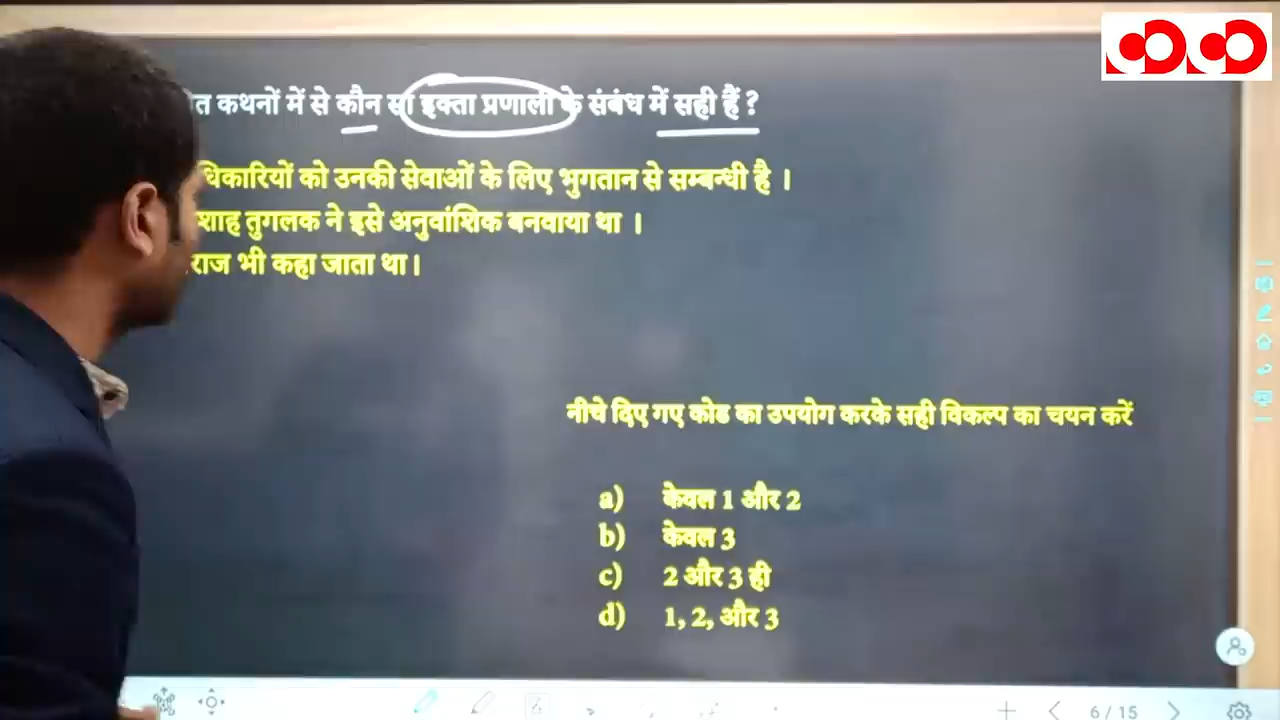 कथनों में से कौन सा इक्ता प्रणाली के संबंध में सही हैं ?
को उनकी सेवाओं के लिए भुगतान से सम्बन्धी है ।
शाह तुगलक ने इसे अनुवांशिक बनवाया था ।
भी कहा जाता था ।
नीचे दिए गए कोड का उपयोग करके सही विकल्प का चयन करें
a) केवल 1 और 2
b) केवल 3
c) 2 और 3 ही
d) 1, 2, और 3
6 / 15